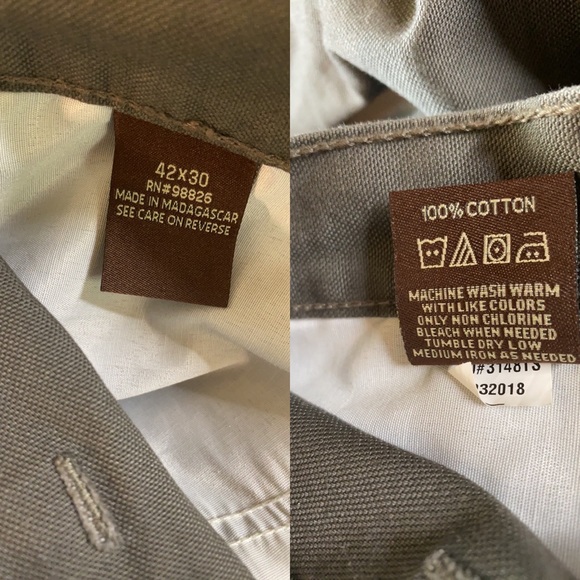 42X30
RN#98826
MADE IN MADAGASCAR
SEE CARE ON REVERSE
100% COTTON
MACHINE WASH WARM
WITH LIKE COLORS
ONLY NON CHLORINE
BLEACH WHEN NEEDED
TUMBLE DRY LOW
MEDIUM IRON AS NEEDED
32018